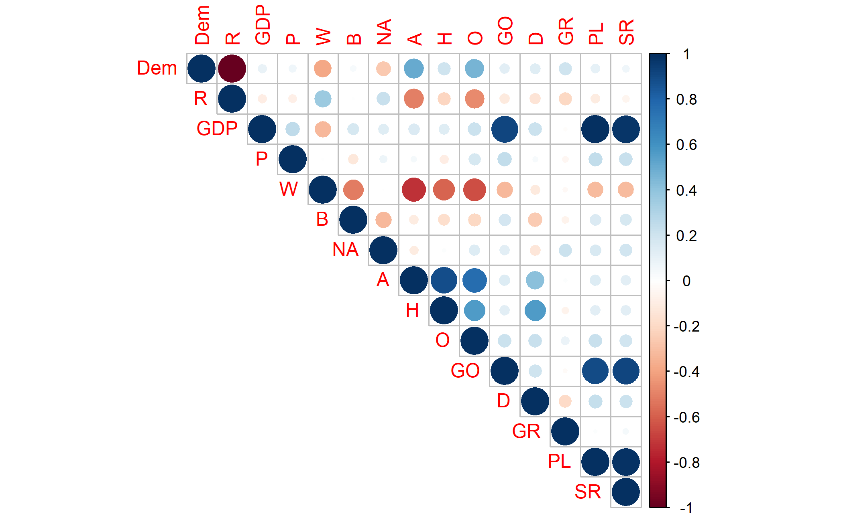 Dem R GDP P W B NA A H O GO D GR PL SR
Dem
R
GDP
P
W
B
NA
A
H
O
GO
D
GR
PL
SR
1
0.8
0.6
0.4
0.2
0
-0.2
-0.4
-0.6
-0.8
-1